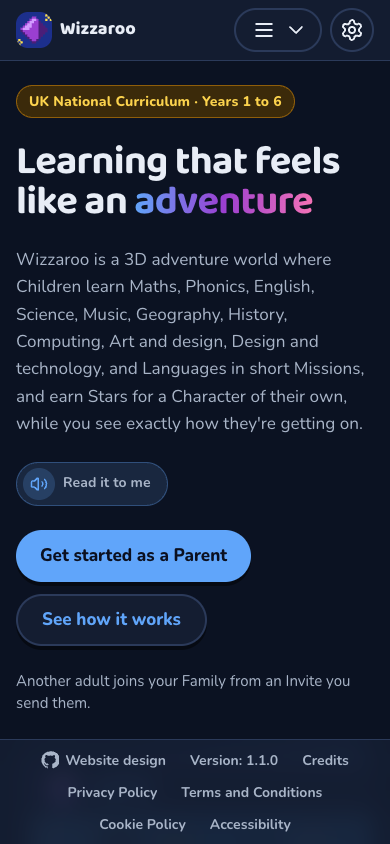 Wizzaroo
UK National Curriculum · Years 1 to 6
Learning that feels
like an adventure
Wizzaroo is a 3D adventure world where
Children learn Maths, Phonics, English,
Science, Music, Geography, History,
Computing, Art and design, Design and
technology, and Languages in short Missions,
and earn Stars for a Character of their own,
while you see exactly how they're getting on.
Read it to me
Get started as a Parent
See how it works
Another adult joins your Family from an Invite you
send them.
Website design Version: 1.1.0 Credits
Privacy Policy Terms and Conditions
Cookie Policy Accessibility